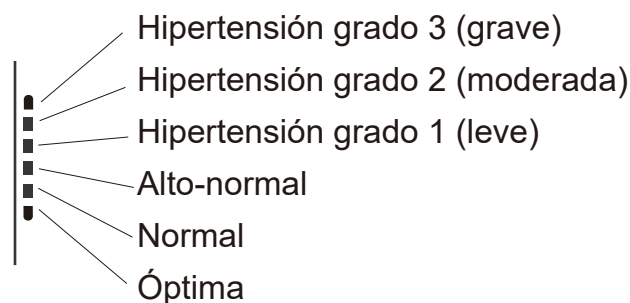 Hipertensión grado 3 (grave)
Hipertensión grado 2 (moderada)
Hipertensión grado 1 (leve)
Alto-normal
Normal
Óptima